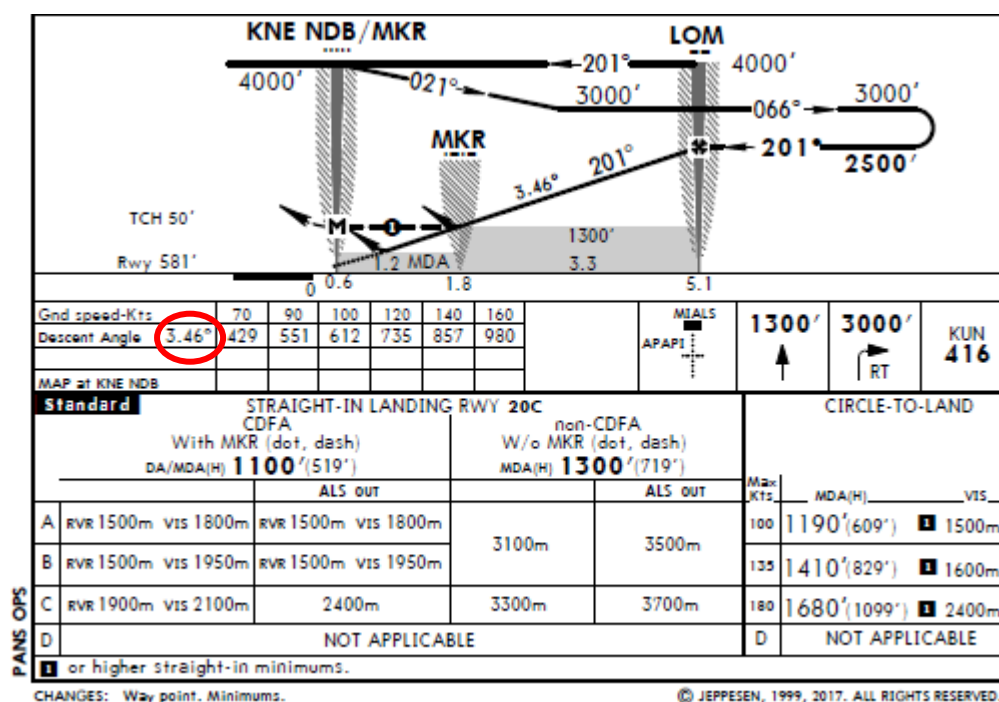 KNE NDB/MKR
LOM
4000'
021°
201°
4000'
3000'
066°
3000'
MKR
201°
2500'
3.46°
201°
TCH 50'
M
1
1300'
Rwy 581'
1.2 MDA
3.3
0 0.6 1.8 5.1
Gnd speed-Kts 70 90 100 120 140 160
Descent Angle 3.46° 429 551 612 735 857 980
MAP at KNE NDB
MIALS
APAPI
1300'
3000'
RT
KUN
416
Standard
STRAIGHT-IN LANDING RWY 20C
CIRCLE-TO-LAND
CDFA
With MKR (dot, dash)
DA/MDA(H) 1100'(519')
non-CDFA
W/o MKR (dot, dash)
MDA(H) 1300'(719')
ALS OUT ALS OUT
Max Kts MDA(H) VIS
A RVR 1500m VIS 1800m RVR 1500m VIS 1800m 3100m 3500m 100 1190'(609') 1 1500m
B RVR 1500m VIS 1950m RVR 1500m VIS 1950m 135 1410'(829') 1 1600m
C RVR 1900m VIS 2100m 2400m 3300m 3700m 180 1680'(1099') 1 2400m
D NOT APPLICABLE D NOT APPLICABLE
1 or higher straight-in minimums.
PANS OPS
CHANGES: Way point. Minimums.
© JEPPESEN, 1999, 2017. ALL RIGHTS RESERVED.